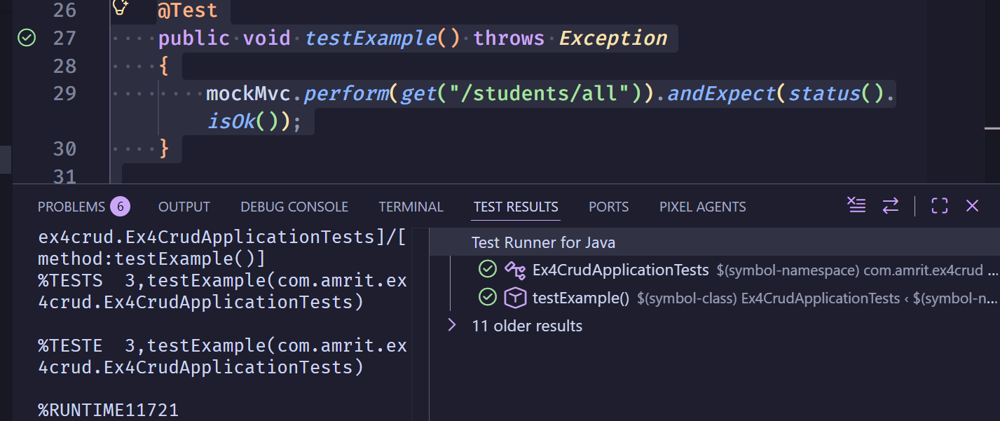 26 @Test
27 public void testExample() throws Exception
28 {
29 mockMvc.perform(get("/students/all")).andExpect(status().
isOk());
30 }
31
PROBLEMS 6 OUTPUT DEBUG CONSOLE TERMINAL TEST RESULTS PORTS PIXEL AGENTS
ex4crud.Ex4CrudApplicationTests]/[
method:testExample()]
%TESTS  3,testExample(com.amrit.ex
4crud.Ex4CrudApplicationTests)
%TESTE  3,testExample(com.amrit.ex
4crud.Ex4CrudApplicationTests)
%RUNTIME11721
Test Runner for Java
Ex4CrudApplicationTests $(symbol-namespace) com.amrit.ex4crud ...
testExample() $(symbol-class) Ex4CrudApplicationTests ‹ $(symbol-n...
11 older results